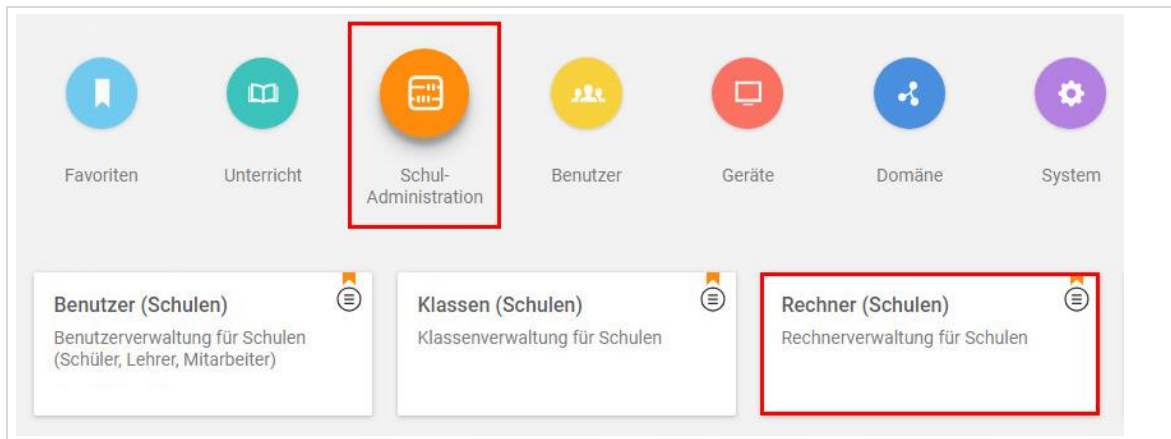 Favoriten
Unterricht
Schul-
Administration
Benutzer
Geräte
Domäne
System
Benutzer (Schulen)
Benutzerverwaltung für Schulen
(Schüler, Lehrer, Mitarbeiter)
Klassen (Schulen)
Klassenverwaltung für Schulen
Rechner (Schulen)
Rechnerverwaltung für Schulen